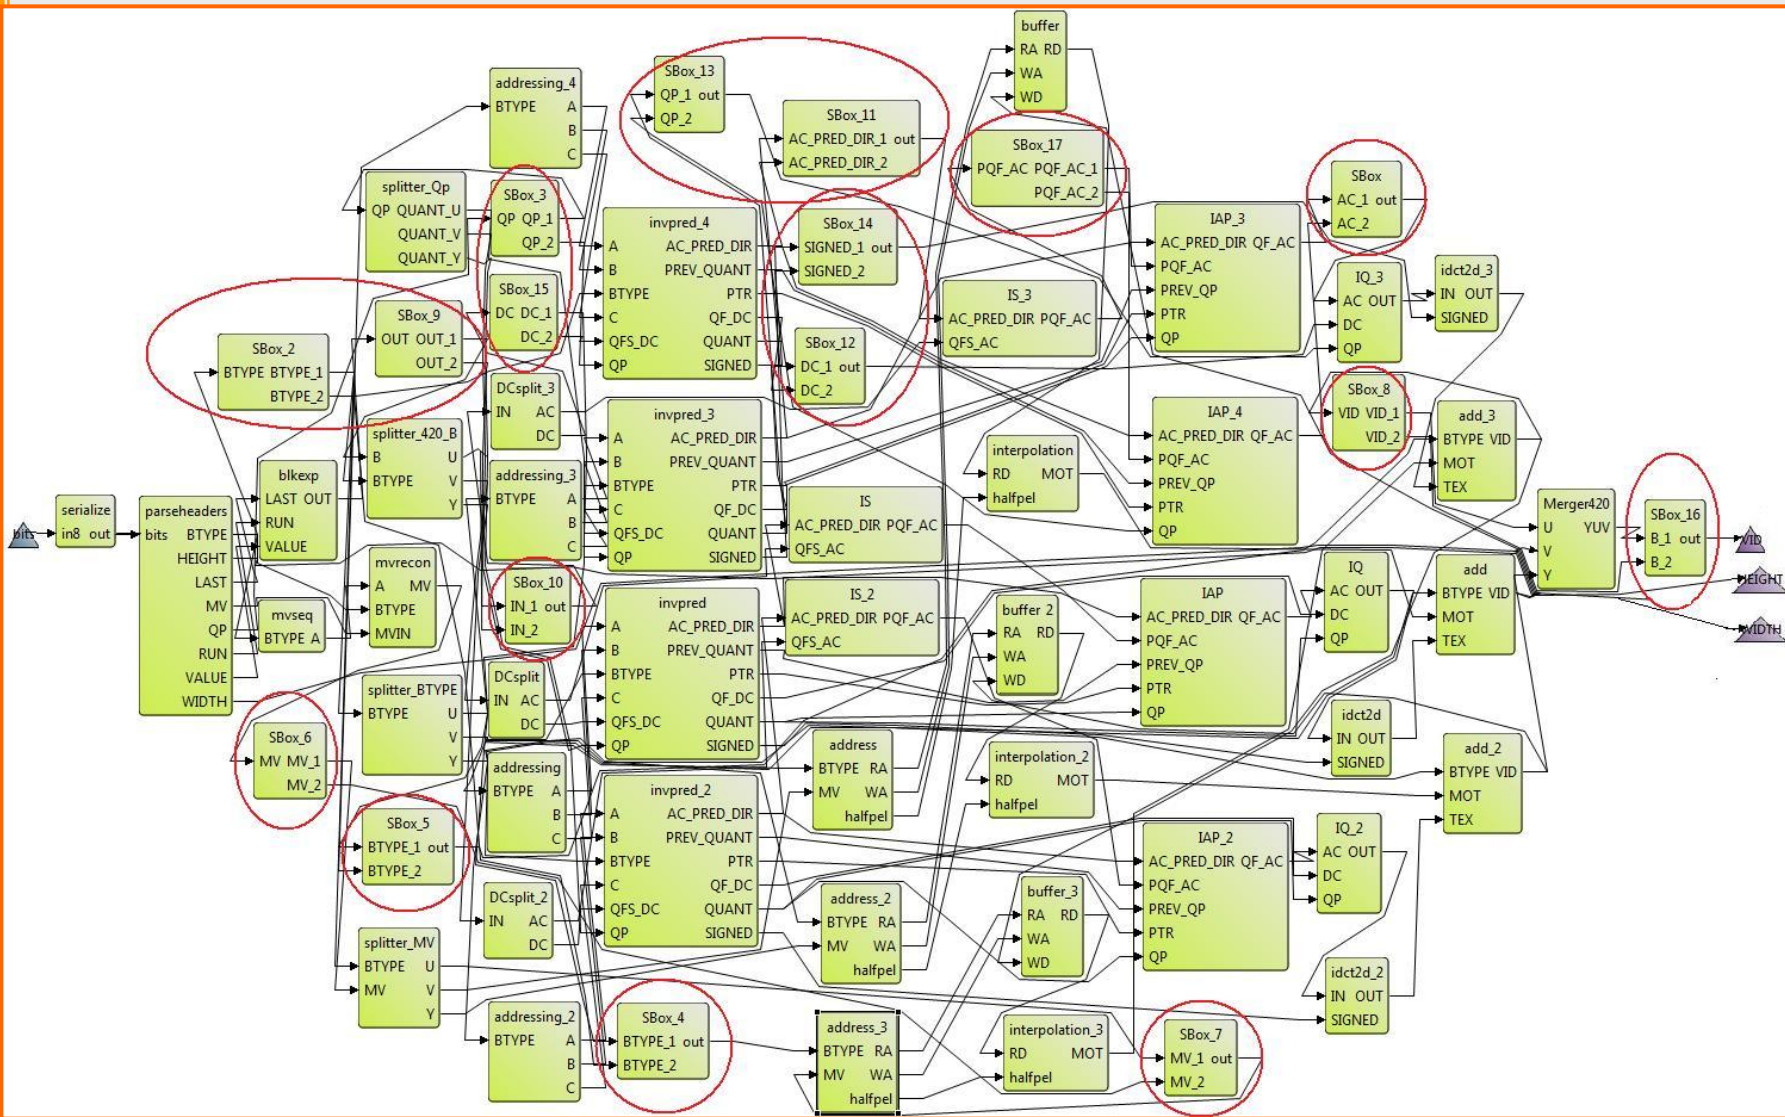 bits
serialize
in8 out
parseheaders
bits BTYPE
HEIGHT
LAST
MV
QP
RUN
VALUE
WIDTH
SBox_2
BTYPE BTYPE_1
BTYPE_2
blkexp
LAST OUT
RUN
VALUE
mvseq
BTYPE A
SBox_6
MV MV_1
MV_2
splitter_Qp
QP QUANT_U
QUANT_V
QUANT_Y
SBox_9
OUT OUT_1
OUT_2
splitter_420_B
B U
BTYPE V
Y
mvrecon
A MV
BTYPE
MVIN
splitter_BTYPE
BTYPE U
V
Y
SBox_5
BTYPE_1 out
BTYPE_2
splitter_MV
BTYPE U
MV V
Y
addressing_4
BTYPE A
B
C
SBox_3
QP QP_1
QP_2
SBox_15
DC DC_1
DC_2
DCsplit_3
IN AC
DC
addressing_3
BTYPE A
B
C
SBox_10
IN_1 out
IN_2
DCsplit
IN AC
DC
addressing
BTYPE A
B
C
DCsplit_2
IN AC
DC
addressing_2
BTYPE A
B
C
SBox_13
QP_1 out
QP_2
invpred_4
A AC_PRED_DIR
B PREV_QUANT
BTYPE PTR
C QF_DC
QFS_DC QUANT
QP SIGNED
invpred_3
A AC_PRED_DIR
B PREV_QUANT
BTYPE PTR
C QF_DC
QFS_DC QUANT
QP SIGNED
invpred
A AC_PRED_DIR
B PREV_QUANT
BTYPE PTR
C QF_DC
QFS_DC QUANT
QP SIGNED
invpred_2
A AC_PRED_DIR
B PREV_QUANT
BTYPE PTR
C QF_DC
QFS_DC QUANT
QP SIGNED
SBox_4
BTYPE_1 out
BTYPE_2
SBox_11
AC_PRED_DIR_1 out
AC_PRED_DIR_2
SBox_14
SIGNED_1 out
SIGNED_2
SBox_12
DC_1 out
DC_2
IS
AC_PRED_DIR PQF_AC
QFS_AC
IS_2
AC_PRED_DIR PQF_AC
QFS_AC
address
BTYPE RA
MV WA
halfpel
address_2
BTYPE RA
MV WA
halfpel
address_3
BTYPE RA
MV WA
halfpel
buffer
RA RD
WA
WD
SBox_17
PQF_AC PQF_AC_1
PQF_AC_2
IS_3
AC_PRED_DIR PQF_AC
QFS_AC
interpolation
RD MOT
halfpel
buffer 2
RA RD
WA
WD
interpolation_2
RD MOT
halfpel
buffer_3
RA RD
WA
WD
interpolation_3
RD MOT
halfpel
IAP_3
AC_PRED_DIR QF_AC
PQF_AC
PREV_QP
PTR
QP
IAP_4
AC_PRED_DIR QF_AC
PQF_AC
PREV_QP
PTR
QP
IAP
AC_PRED_DIR QF_AC
PQF_AC
PREV_QP
PTR
QP
IAP_2
AC_PRED_DIR QF_AC
PQF_AC
PREV_QP
PTR
QP
SBox_7
MV_1 out
MV_2
SBox
AC_1 out
AC_2
IQ_3
AC OUT
DC
QP
SBox_8
VID VID_1
VID_2
IQ
AC OUT
DC
QP
idct2d
IN OUT
SIGNED
IQ_2
AC OUT
DC
QP
idct2d_2
IN OUT
SIGNED
idct2d_3
IN OUT
SIGNED
add_3
BTYPE VID
MOT
TEX
add
BTYPE VID
MOT
TEX
add_2
BTYPE VID
MOT
TEX
Merger420
U YUV
V
Y
SBox_16
B_1 out
B_2
VID
HEIGHT
WIDTH